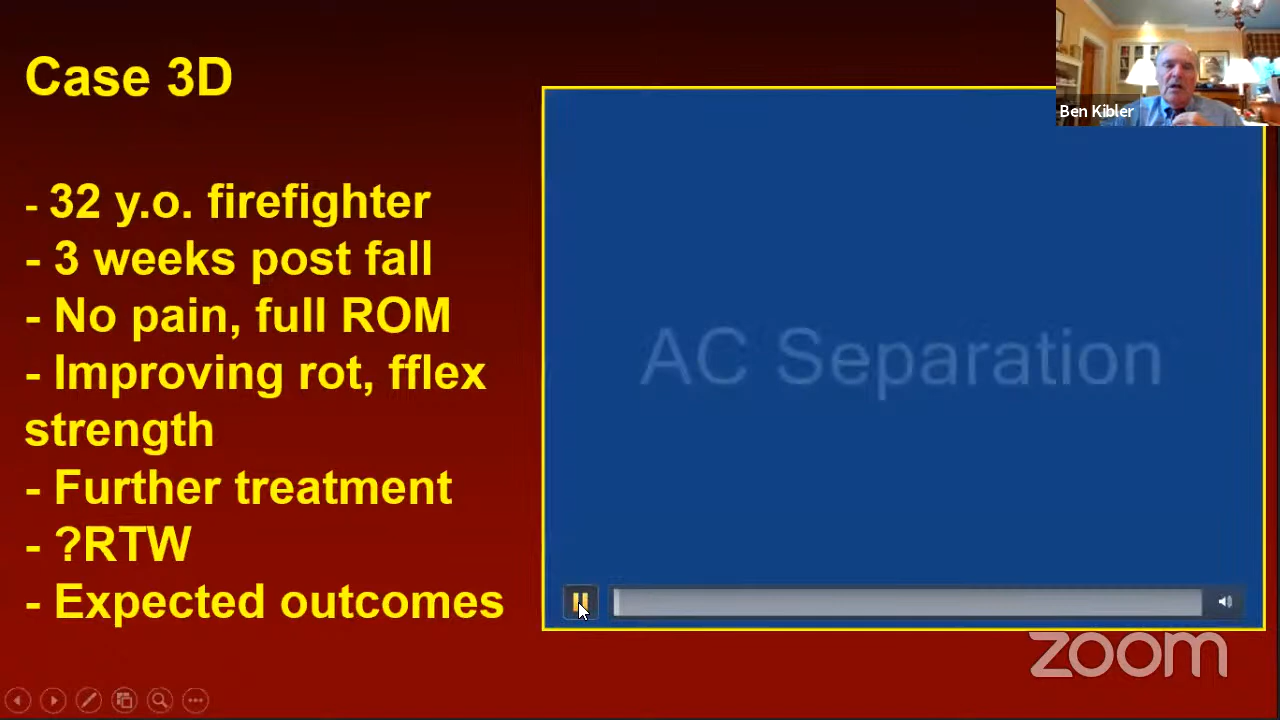 Case 3D
Ben Kibler
- 32 y.o. firefighter
- 3 weeks post fall
- No pain, full ROM
- Improving rot, fflex
strength
- Further treatment
- ?RTW
- Expected outcomes
AC Separation
zoom